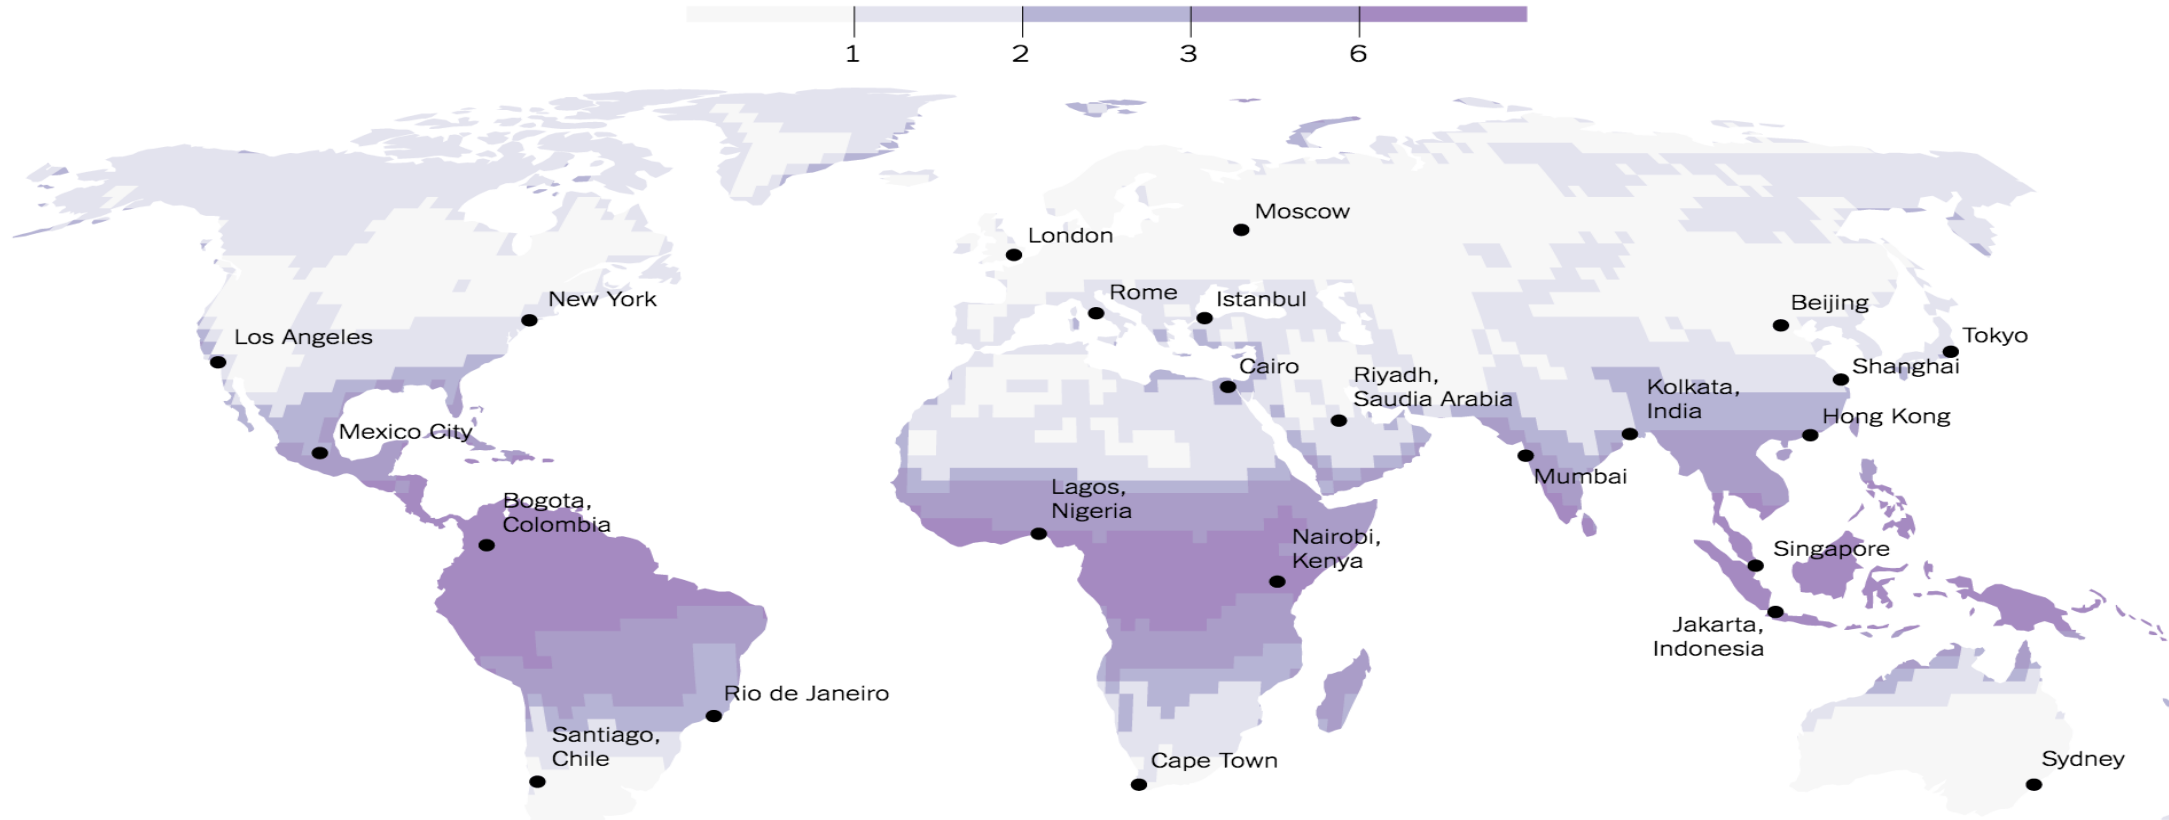 1 2 3 6
Moscow
London
Rome
Istanbul
New York
Beijing
Los Angeles
Tokyo
Cairo
Shanghai
Riyadh,
Saudia Arabia
Kolkata,
India
Hong Kong
Mexico City
Mumbai
Bogota,
Colombia
Lagos,
Nigeria
Nairobi,
Kenya
Singapore
Jakarta,
Indonesia
Rio de Janeiro
Santiago,
Chile
Cape Town
Sydney